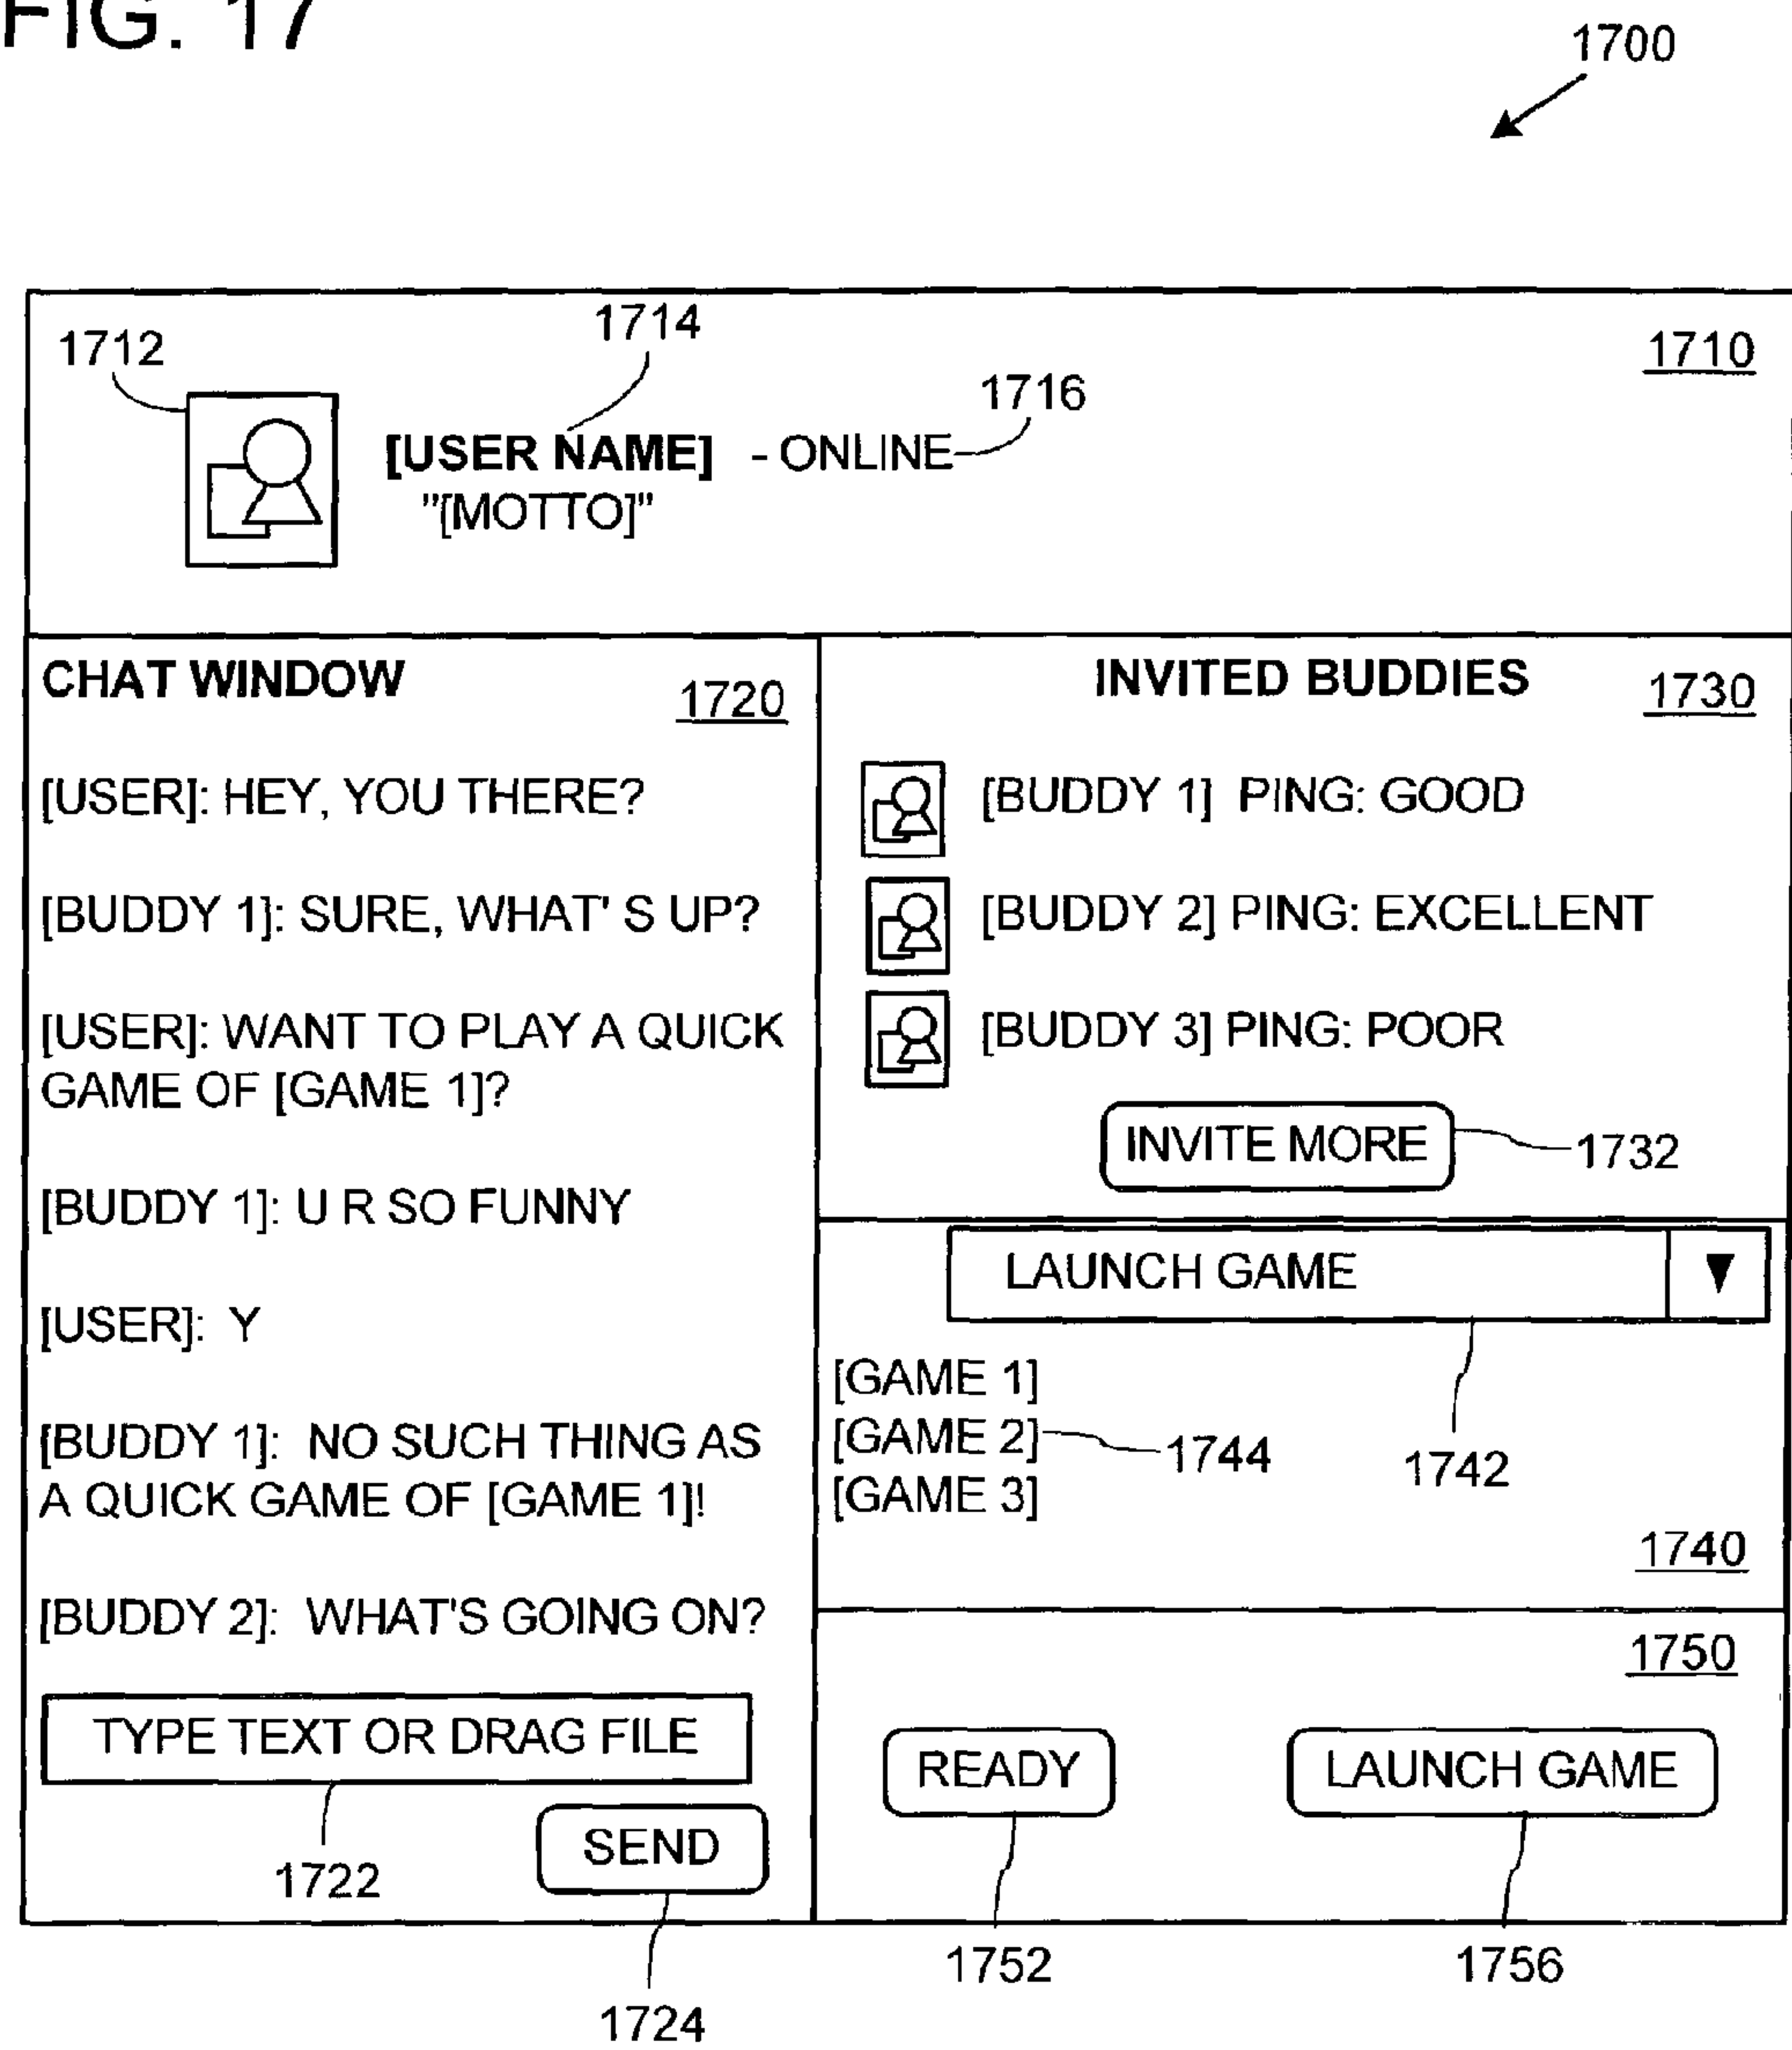 FIG. 17
1700
1712
1714
1716
1710
[USER NAME] - ONLINE
"[MOTTO]"
CHAT WINDOW
1720
[USER]: HEY, YOU THERE?
[BUDDY 1]: SURE, WHAT' S UP?
[USER]: WANT TO PLAY A QUICK
GAME OF [GAME 1]?
[BUDDY 1]: U R SO FUNNY
[USER]: Y
[BUDDY 1]: NO SUCH THING AS
A QUICK GAME OF [GAME 1]!
[BUDDY 2]: WHAT'S GOING ON?
TYPE TEXT OR DRAG FILE
1722
SEND
1724
INVITED BUDDIES
1730
[BUDDY 1] PING: GOOD
[BUDDY 2] PING: EXCELLENT
[BUDDY 3] PING: POOR
INVITE MORE
1732
LAUNCH GAME
[GAME 1]
[GAME 2]
[GAME 3]
1744
1742
1740
1750
READY
LAUNCH GAME
1752
1756